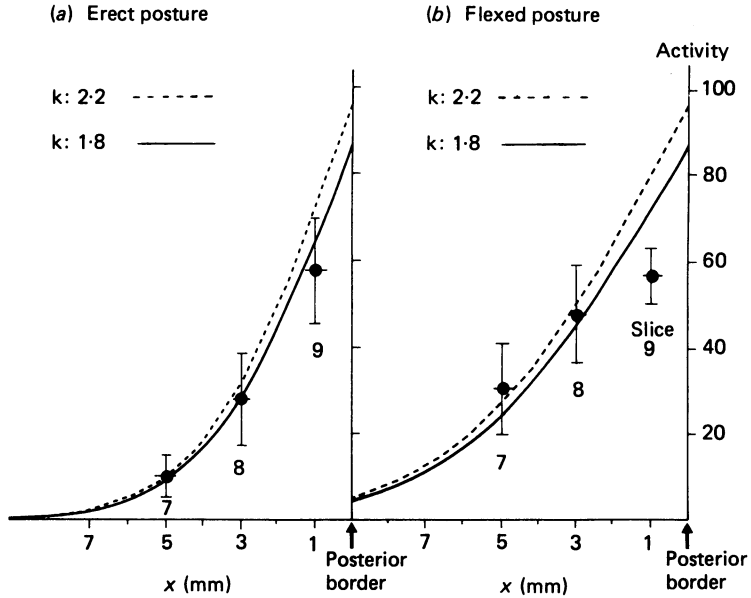 (a) Erect posture
(b) Flexed posture
Activity
k: 2·2
k: 1·8
k: 2·2
k: 1·8
100
80
60
40
20
9
8
7
Slice
9
8
7
7
5
3
1
Posterior
border
x (mm)
7
5
3
1
Posterior
border
x (mm)